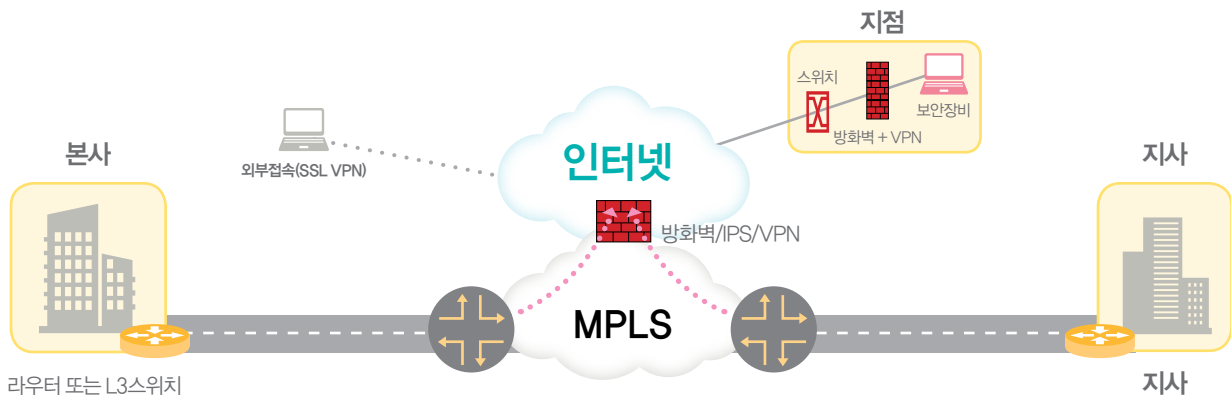 지점
스위치
보안장비
방화벽 + VPN
본사
외부접속(SSL VPN)
인터넷
지사
방화벽/IPS/VPN
MPLS
라우터 또는 L3스위치
지사